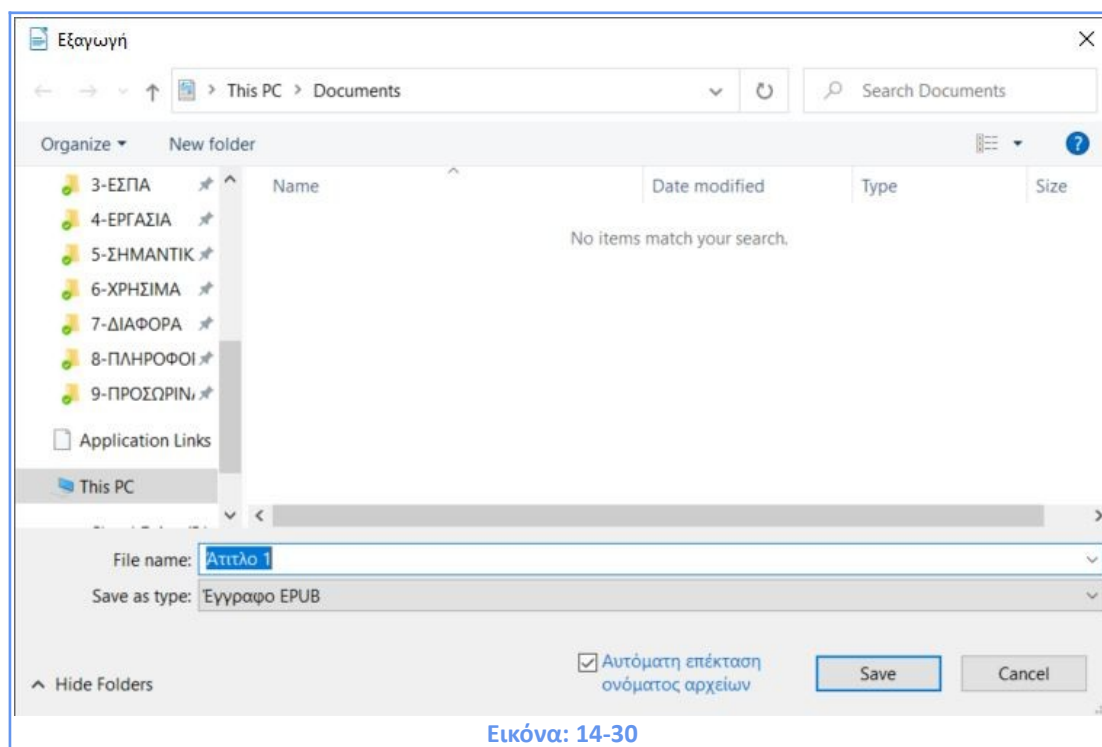 Εξαγωγή
This PC > Documents
Search Documents
Organize
New folder
Name
Date modified
Type
Size
3-ΕΣΠΑ
4-ΕΡΓΑΣΙΑ
5-ΣΗΜΑΝΤΙΚ
6-ΧΡΗΣΙΜΑ
7-ΔΙΑΦΟΡΑ
8-ΠΛΗΡΟΦΟΙ
9-ΠΡΟΣΩΡΙΝ
Application Links
This PC
No items match your search.
File name: Άτιτλο 1
Save as type: Έγγραφο EPUB
Hide Folders
Αυτόματη επέκταση
ονόματος αρχείων
Save
Cancel
Εικόνα: 14-30